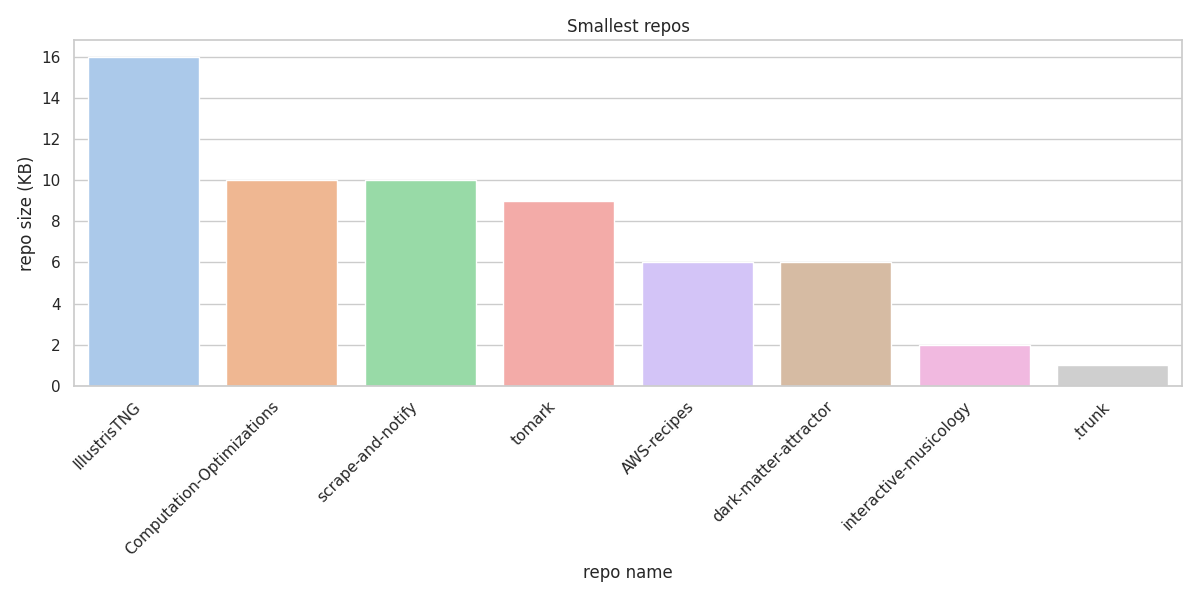 Smallest repos
repo size (KB)
16
14
12
10
8
6
4
2
0
IllustrisTNG
Computation-Optimizations
scrape-and-notify
tomark
AWS-recipes
dark-matter-attractor
interactive-musicology
.trunk
repo name